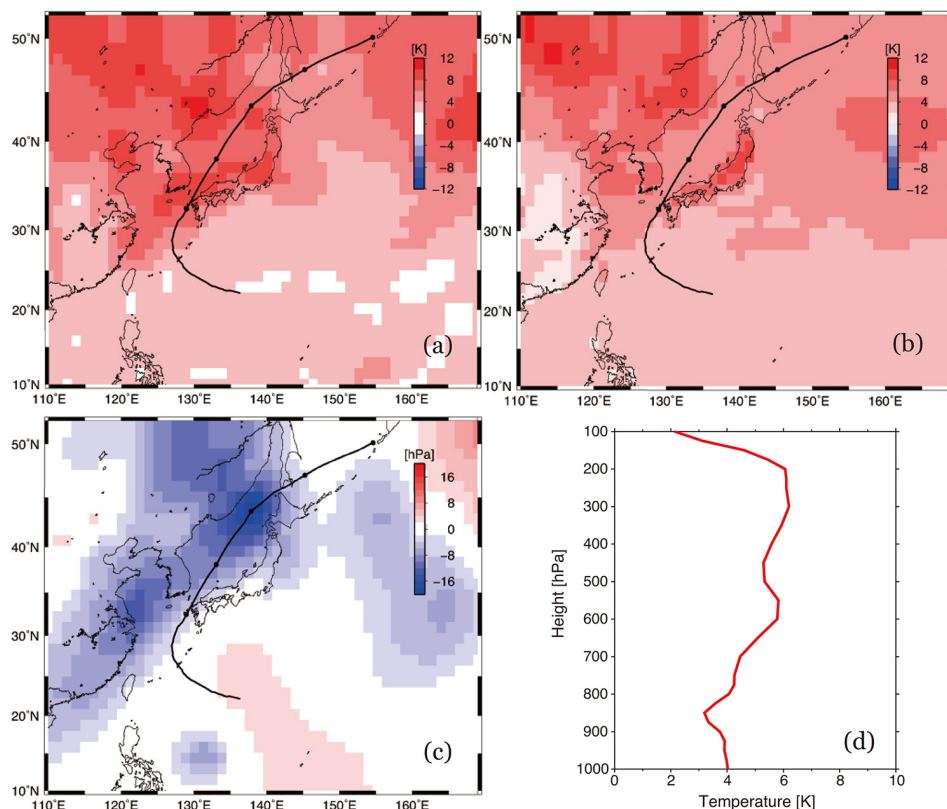 50˚N
40˚N
30˚N
20˚N
10˚N
110˚E 120˚E 130˚E 140˚E 150˚E 160˚E
[K]
12
8
4
0
−4
−8
−12
(a)
50˚N
40˚N
30˚N
20˚N
10˚N
110˚E 120˚E 130˚E 140˚E 150˚E 160˚E
[K]
12
8
4
0
−4
−8
−12
(b)
50˚N
40˚N
30˚N
20˚N
10˚N
110˚E 120˚E 130˚E 140˚E 150˚E 160˚E
[hPa]
16
8
0
−8
−16
(c)
Height [hPa]
100
200
300
400
500
600
700
800
900
1000
0 2 4 6 8 10
Temperature [K]
(d)